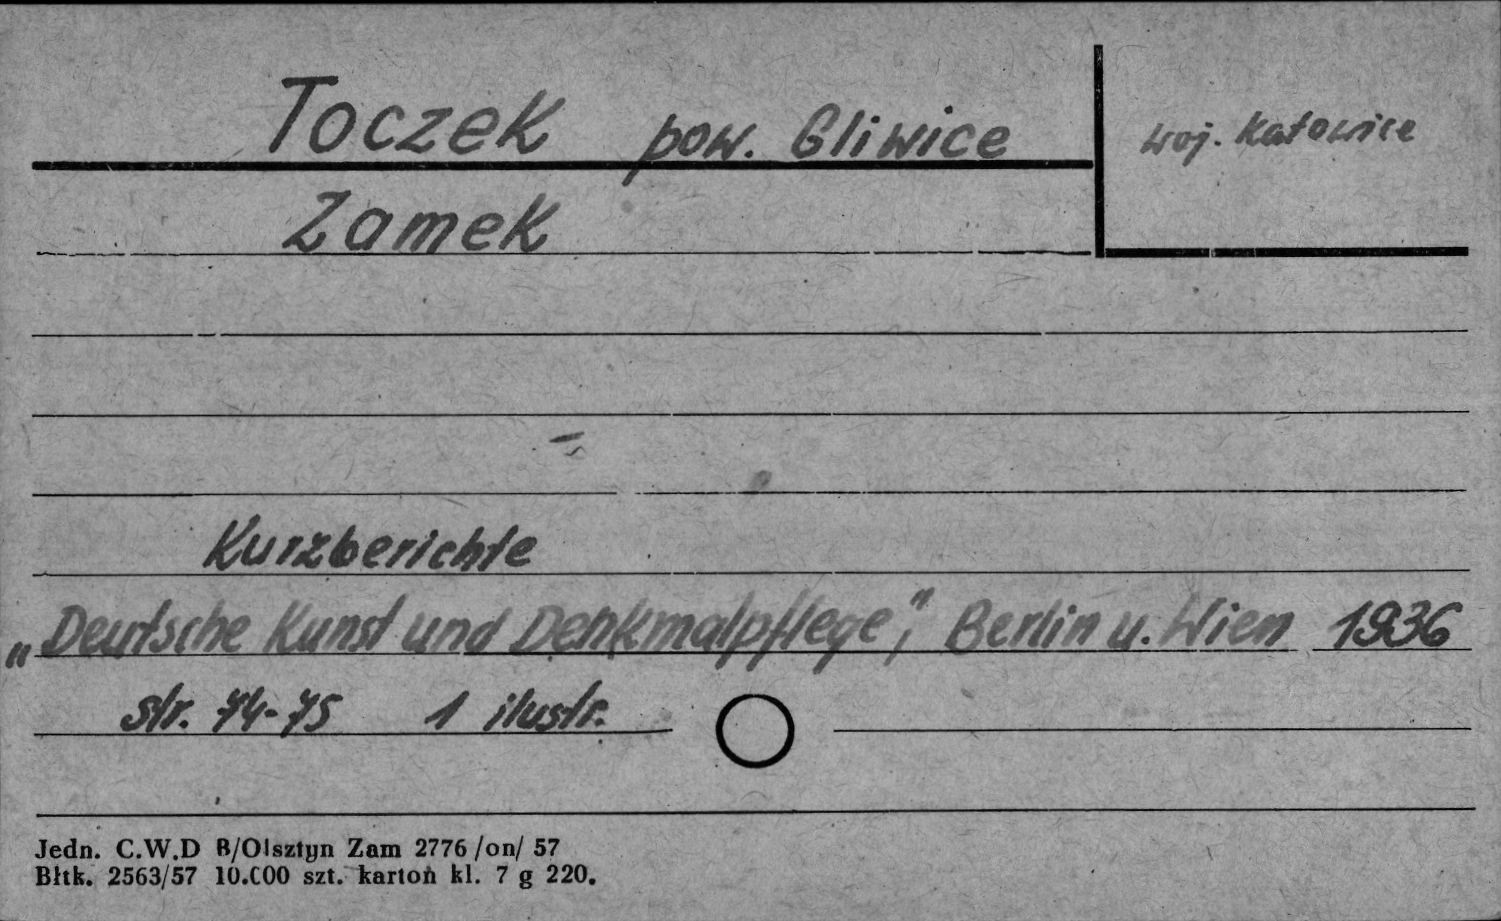 Toczek pow. Gliwice
woj. Katowice
Zamek
Kurzberichte
„Deutsche Kunst und Denkmalpflege", Berlin u. Wien 1936
str. 74-75 1 ilustr.
Jedn. C.W.D B/Olsztyn Zam 2776/on/57
Błtk. 2563/57 10.000 szt. karton kl. 7 g 220.